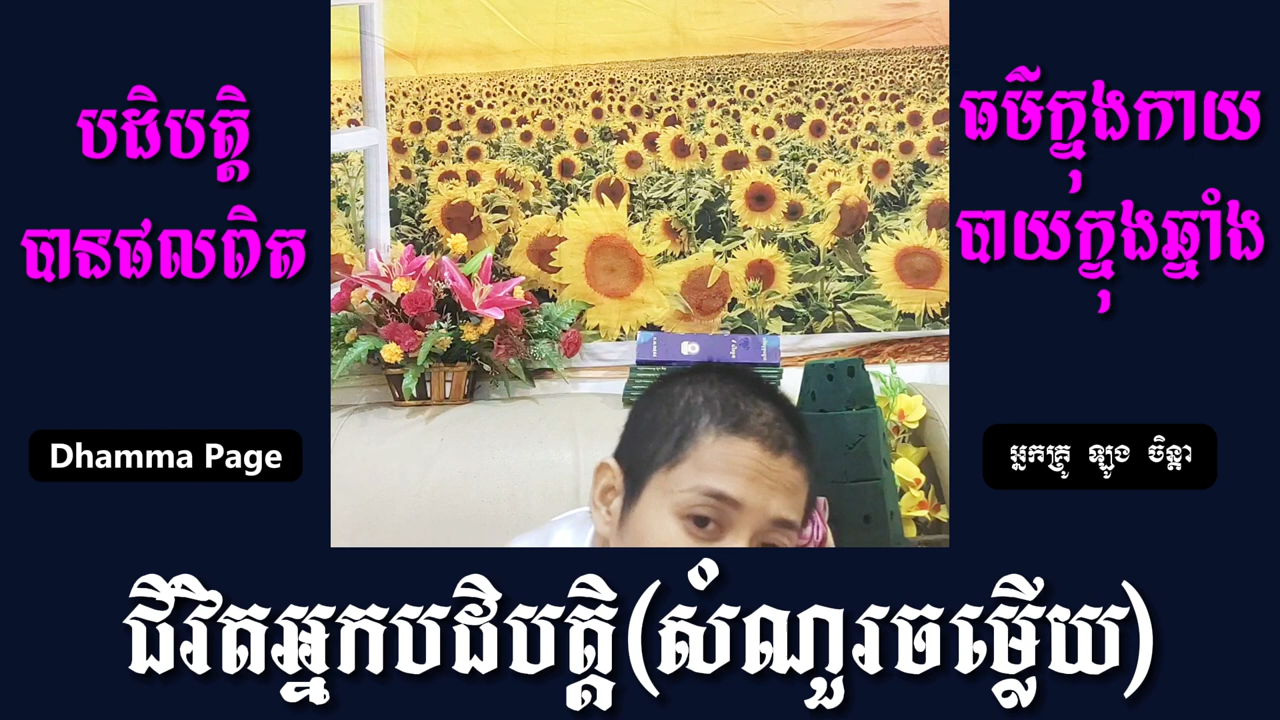 បដិបត្តិ
បានផលពិត
ធម៌ក្នុងកាយ
បាយក្នុងឆ្នាំង
Dhamma Page
អ្នកគ្រូ ឡុង ចិន្តា
ជីវិតអ្នកបដិបត្តិ(សំណួរចម្លើយ)